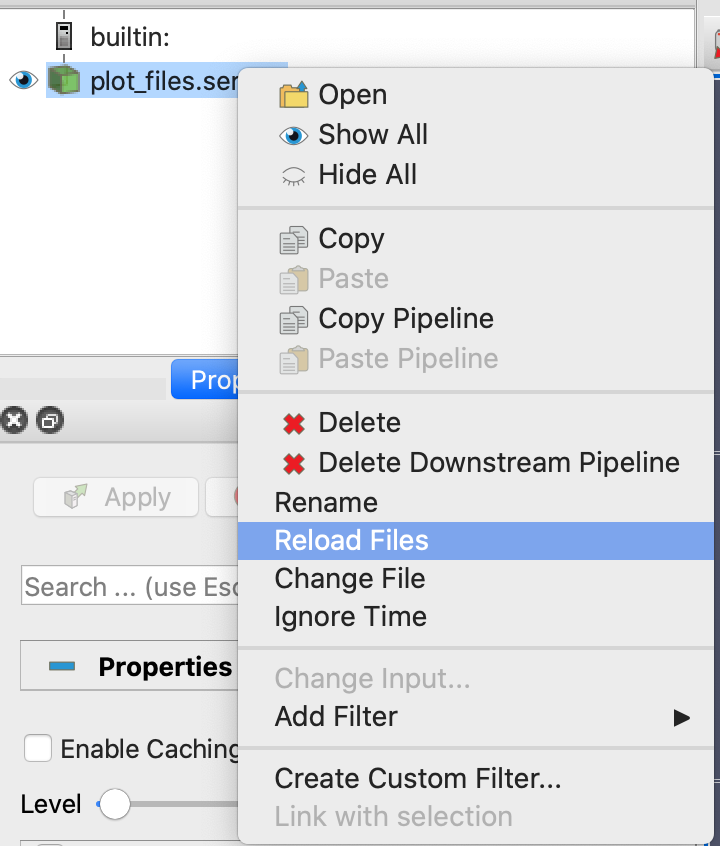 builtin:
plot_files.ser
Open
Show All
Hide All
Copy
Paste
Copy Pipeline
Paste Pipeline
Prop
Delete
Delete Downstream Pipeline
Rename
Apply
Reload Files
Change File
Search ... (use Esc
Ignore Time
Properties
Change Input...
Add Filter
Enable Caching
Create Custom Filter...
Level
Link with selection